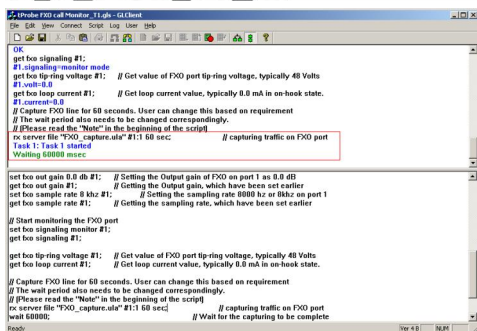 tProbe FXO call Monitor_T1.gls - GLClient
File Edit View Connect Script Log User Help
OK
get fxo signaling #1;
#1.signaling=monitor mode
get fxo tip-ring voltage #1; // Get value of FXO port tip-ring voltage, typically 48 Volts
#1.volt=0.0
get fxo loop current #1; // Get loop current value, typically 0.0 mA in on-hook state.
#1.current=0.0
// Capture FXO line for 60 seconds. User can change this based on requirement
// The wait period also needs to be changed correspondingly.
// (Please read the "Note" in the beginning of the script)
rx server file "FXO_capture.ula" #1:1 60 sec; // capturing traffic on FXO port
Task 1: Task 1 started
Waiting 60000 msec
set fxo out gain 0.0 db #1; // Setting the Output gain of FXO on port 1 as 0.0 dB
get fxo out gain #1; // Getting the Output gain, which have been set earlier
set fxo sample rate 8 khz #1; // Setting the sampling rate 8000 hz or 8khz on port 1
get fxo sample rate #1; // Getting the sampling rate, which have been set earlier
// Start monitoring the FXO port
set fxo signaling monitor #1;
get fxo signaling #1;
get fxo tip-ring voltage #1; // Get value of FXO port tip-ring voltage, typically 48 Volts
get fxo loop current #1; // Get loop current value, typically 0.0 mA in on-hook state.
// Capture FXO line for 60 seconds. User can change this based on requirement
// The wait period also needs to be changed correspondingly.
// (Please read the "Note" in the beginning of the script)
rx server file "FXO_capture.ula" #1:1 60 sec; // capturing traffic on FXO port
wait 60000; // Wait for the capturing to be complete
Ready Ver 4.8 NUM